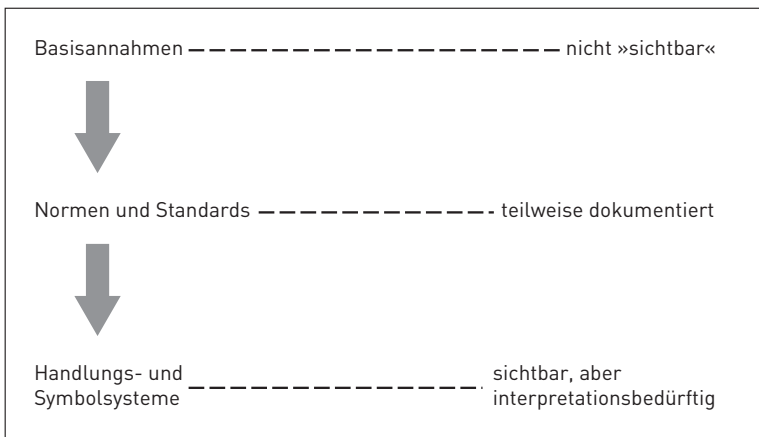 Basisannahmen nicht »sichtbar«
Normen und Standards teilweise dokumentiert
Handlungs- und sichtbar, aber
Symbolsysteme interpretationsbedürftig